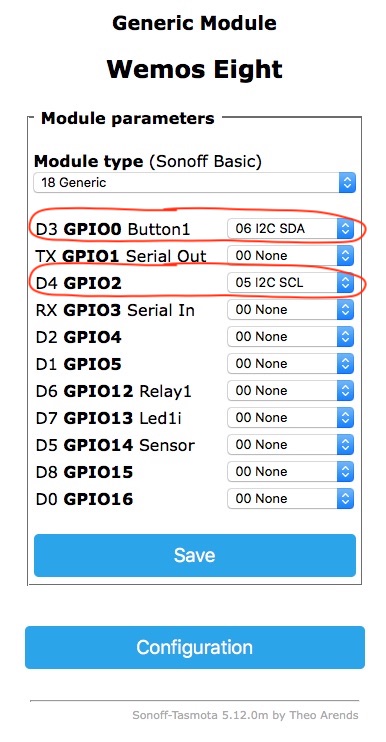 Generic Module
Wemos Eight
Module parameters
Module type (Sonoff Basic)
18 Generic
D3 GPIO0 Button1 06 I2C SDA
TX GPIO1 Serial Out 00 None
D4 GPIO2 05 I2C SCL
RX GPIO3 Serial In 00 None
D2 GPIO4 00 None
D1 GPIO5 00 None
D6 GPIO12 Relay1 00 None
D7 GPIO13 Led1i 00 None
D5 GPIO14 Sensor 00 None
D8 GPIO15 00 None
D0 GPIO16 00 None
Save
Configuration
Sonoff-Tasmota 5.12.0m by Theo Arends